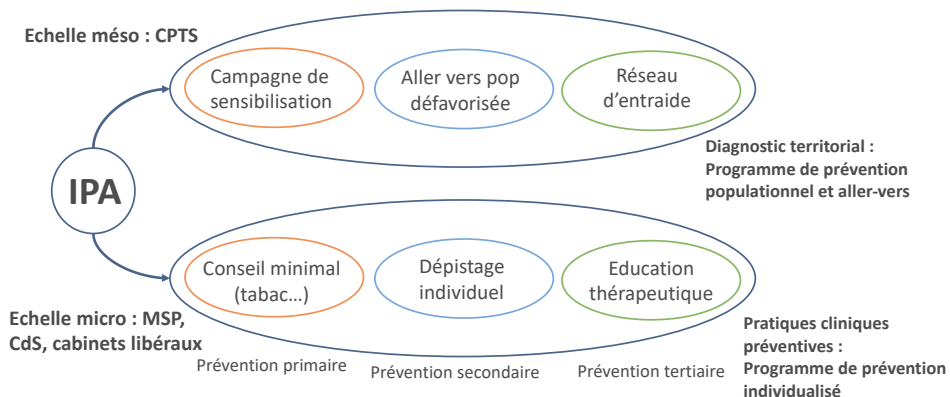 Echelle méso : CPTS
Campagne de
sensibilisation
Aller vers pop
défavorisée
Réseau
d'entraide
Diagnostic territorial :
Programme de prévention
populationnel et aller-vers
IPA
Conseil minimal
(tabac…)
Dépistage
individuel
Education
thérapeutique
Echelle micro : MSP,
CdS, cabinets libéraux
Prévention primaire
Prévention secondaire
Prévention tertiaire
Pratiques cliniques
préventives :
Programme de prévention
individualisé